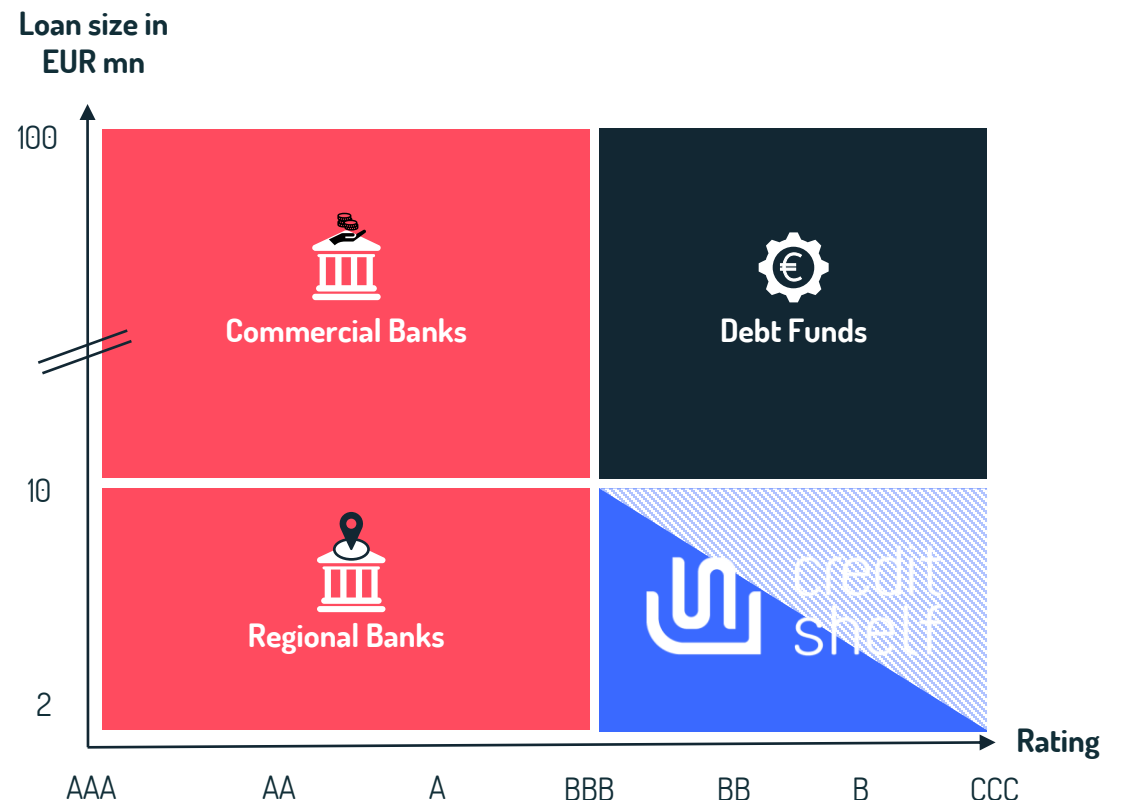 Loan size in
EUR mn
100
Commercial Banks
Debt Funds
10
credit
shelf
Regional Banks
2
Rating
AAA AA A BBB BB B CCC